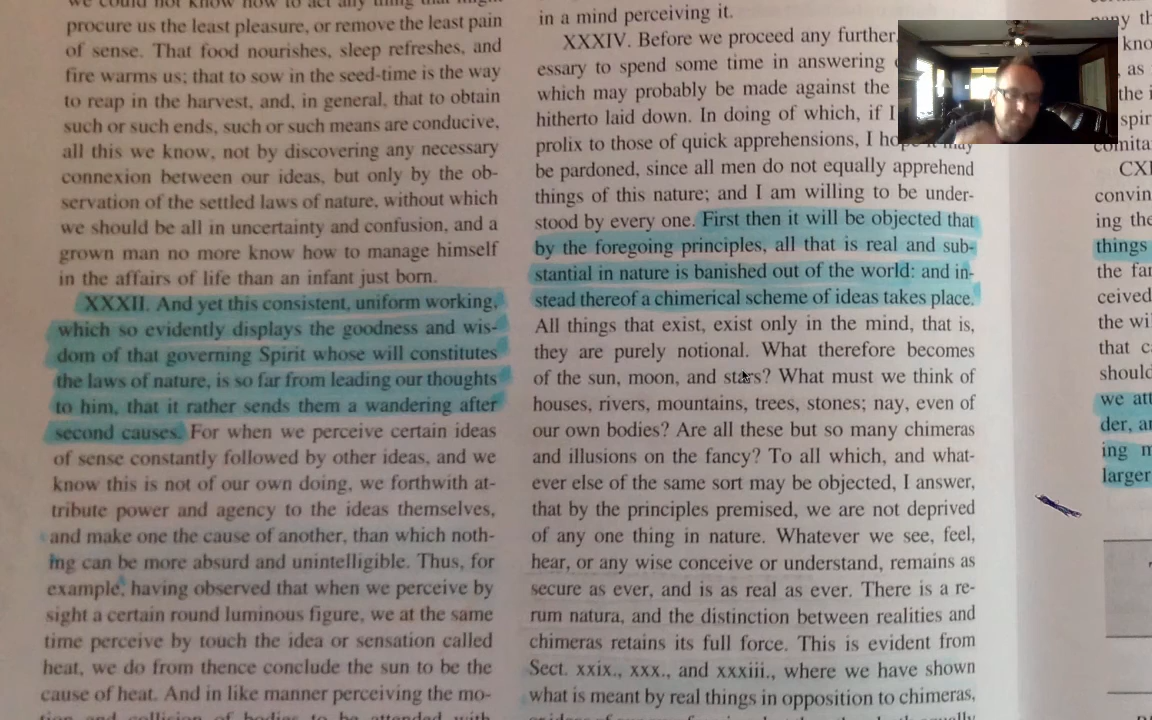 we could not know how to act any thing that might
procure us the least pleasure, or remove the least pain
of sense. That food nourishes, sleep refreshes, and
fire warms us; that to sow in the seed-time is the way
to reap in the harvest, and, in general, that to obtain
such or such ends, such or such means are conducive,
all this we know, not by discovering any necessary
connexion between our ideas, but only by the ob-
servation of the settled laws of nature, without which
we should be all in uncertainty and confusion, and a
grown man no more know how to manage himself
in the affairs of life than an infant just born.
XXXII. And yet this consistent, uniform working,
which so evidently displays the goodness and wis-
dom of that governing Spirit whose will constitutes
the laws of nature, is so far from leading our thoughts
to him, that it rather sends them a wandering after
second causes. For when we perceive certain ideas
of sense constantly followed by other ideas, and we
know this is not of our own doing, we forthwith at-
tribute power and agency to the ideas themselves,
and make one the cause of another, than which noth-
ing can be more absurd and unintelligible. Thus, for
example, having observed that when we perceive by
sight a certain round luminous figure, we at the same
time perceive by touch the idea or sensation called
heat, we do from thence conclude the sun to be the
cause of heat. And in like manner perceiving the mo-
tion and collision of bodies to be attended with
in a mind perceiving it.
XXXIV. Before we proceed any further,
essary to spend some time in answering
which may probably be made against the
hitherto laid down. In doing of which, if I
prolix to those of quick apprehensions, I hope it may
be pardoned, since all men do not equally apprehend
things of this nature; and I am willing to be under-
stood by every one. First then it will be objected that
by the foregoing principles, all that is real and sub-
stantial in nature is banished out of the world: and in-
stead thereof a chimerical scheme of ideas takes place.
All things that exist, exist only in the mind, that is,
they are purely notional. What therefore becomes
of the sun, moon, and stars? What must we think of
houses, rivers, mountains, trees, stones; nay, even of
our own bodies? Are all these but so many chimeras
and illusions on the fancy? To all which, and what-
ever else of the same sort may be objected, I answer,
that by the principles premised, we are not deprived
of any one thing in nature. Whatever we see, feel,
hear, or any wise conceive or understand, remains as
secure as ever, and is as real as ever. There is a re-
rum natura, and the distinction between realities and
chimeras retains its full force. This is evident from
Sect. xxix., xxx., and xxxiii., where we have shown
what is meant by real things in opposition to chimeras,
kno
, as
the i
spir
comita
CX
convin
ing the
things
the far
ceived
the wi
that c
should
we att
der, a
ing m
larger